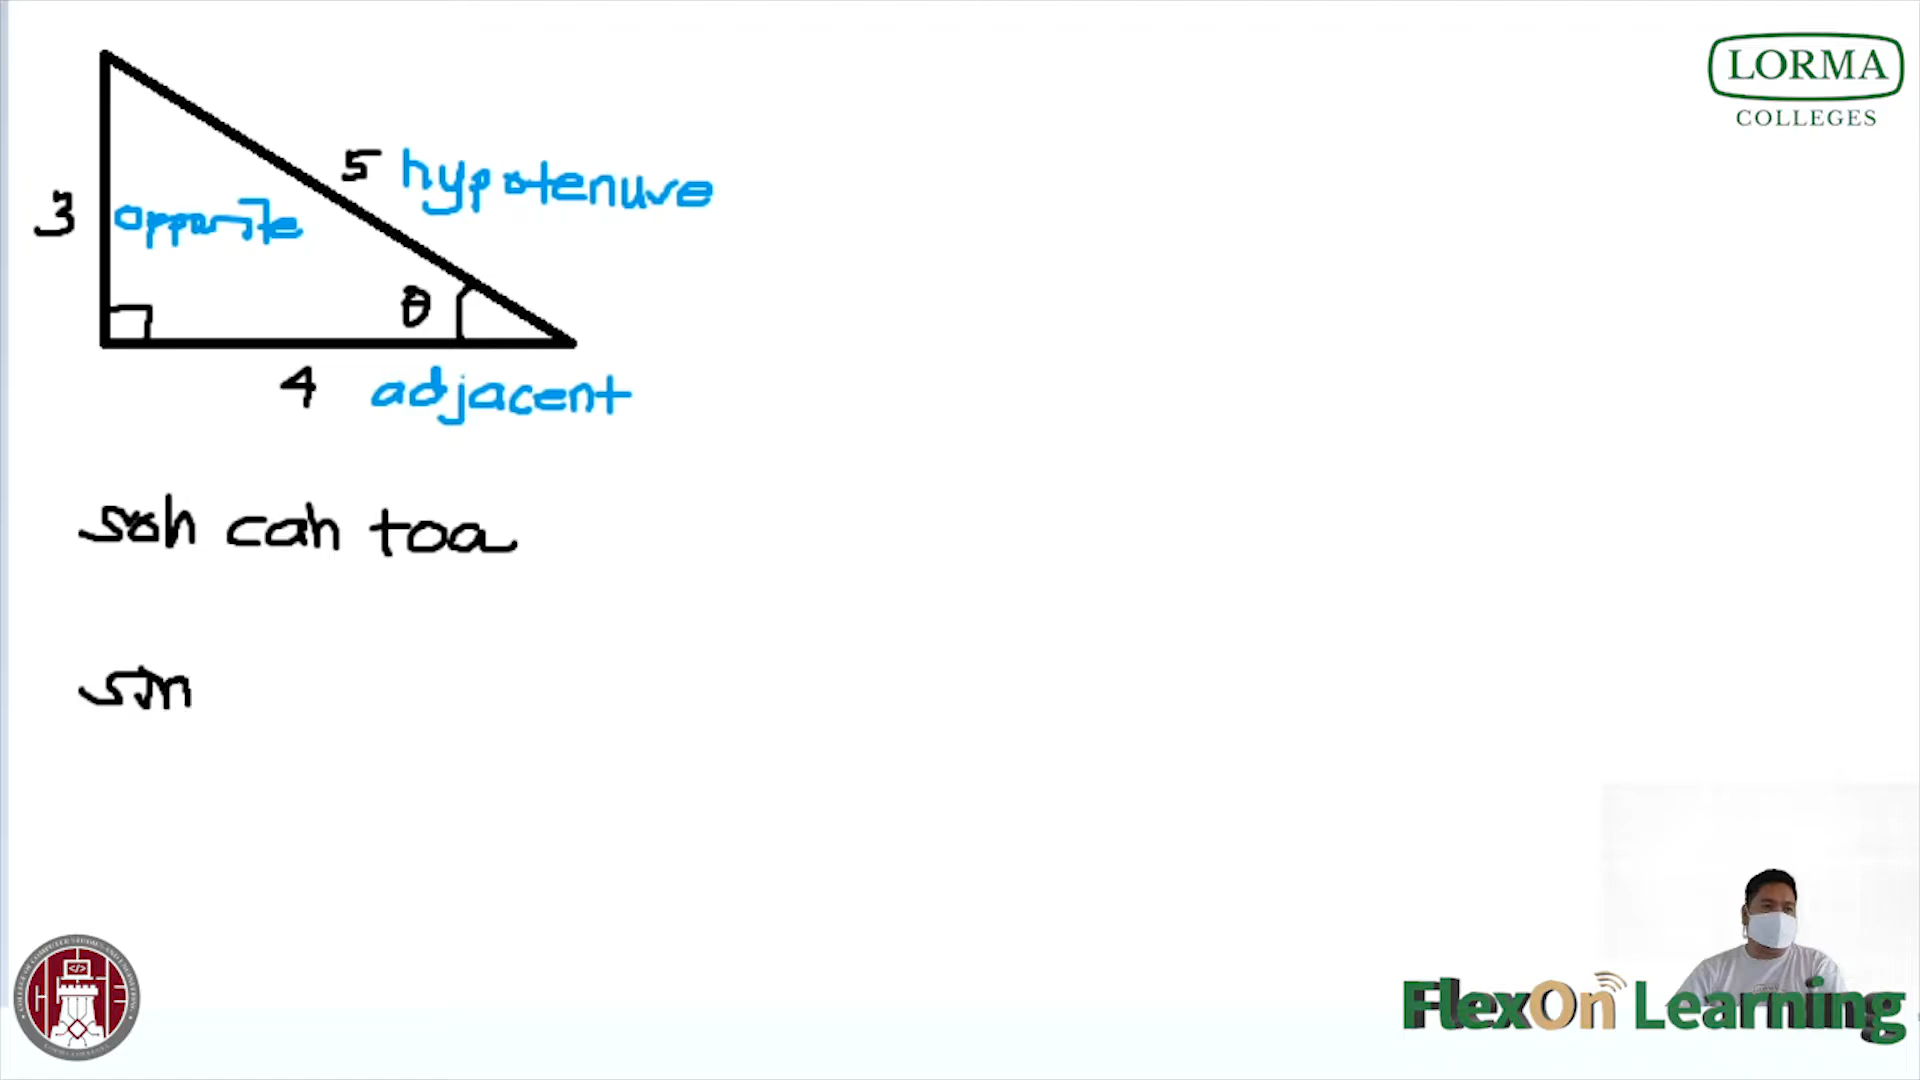 LORMA
COLLEGES
5 hypotenuse
3 opposite
θ
4 adjacent
soh cah toa
sin
FlexOn Learning